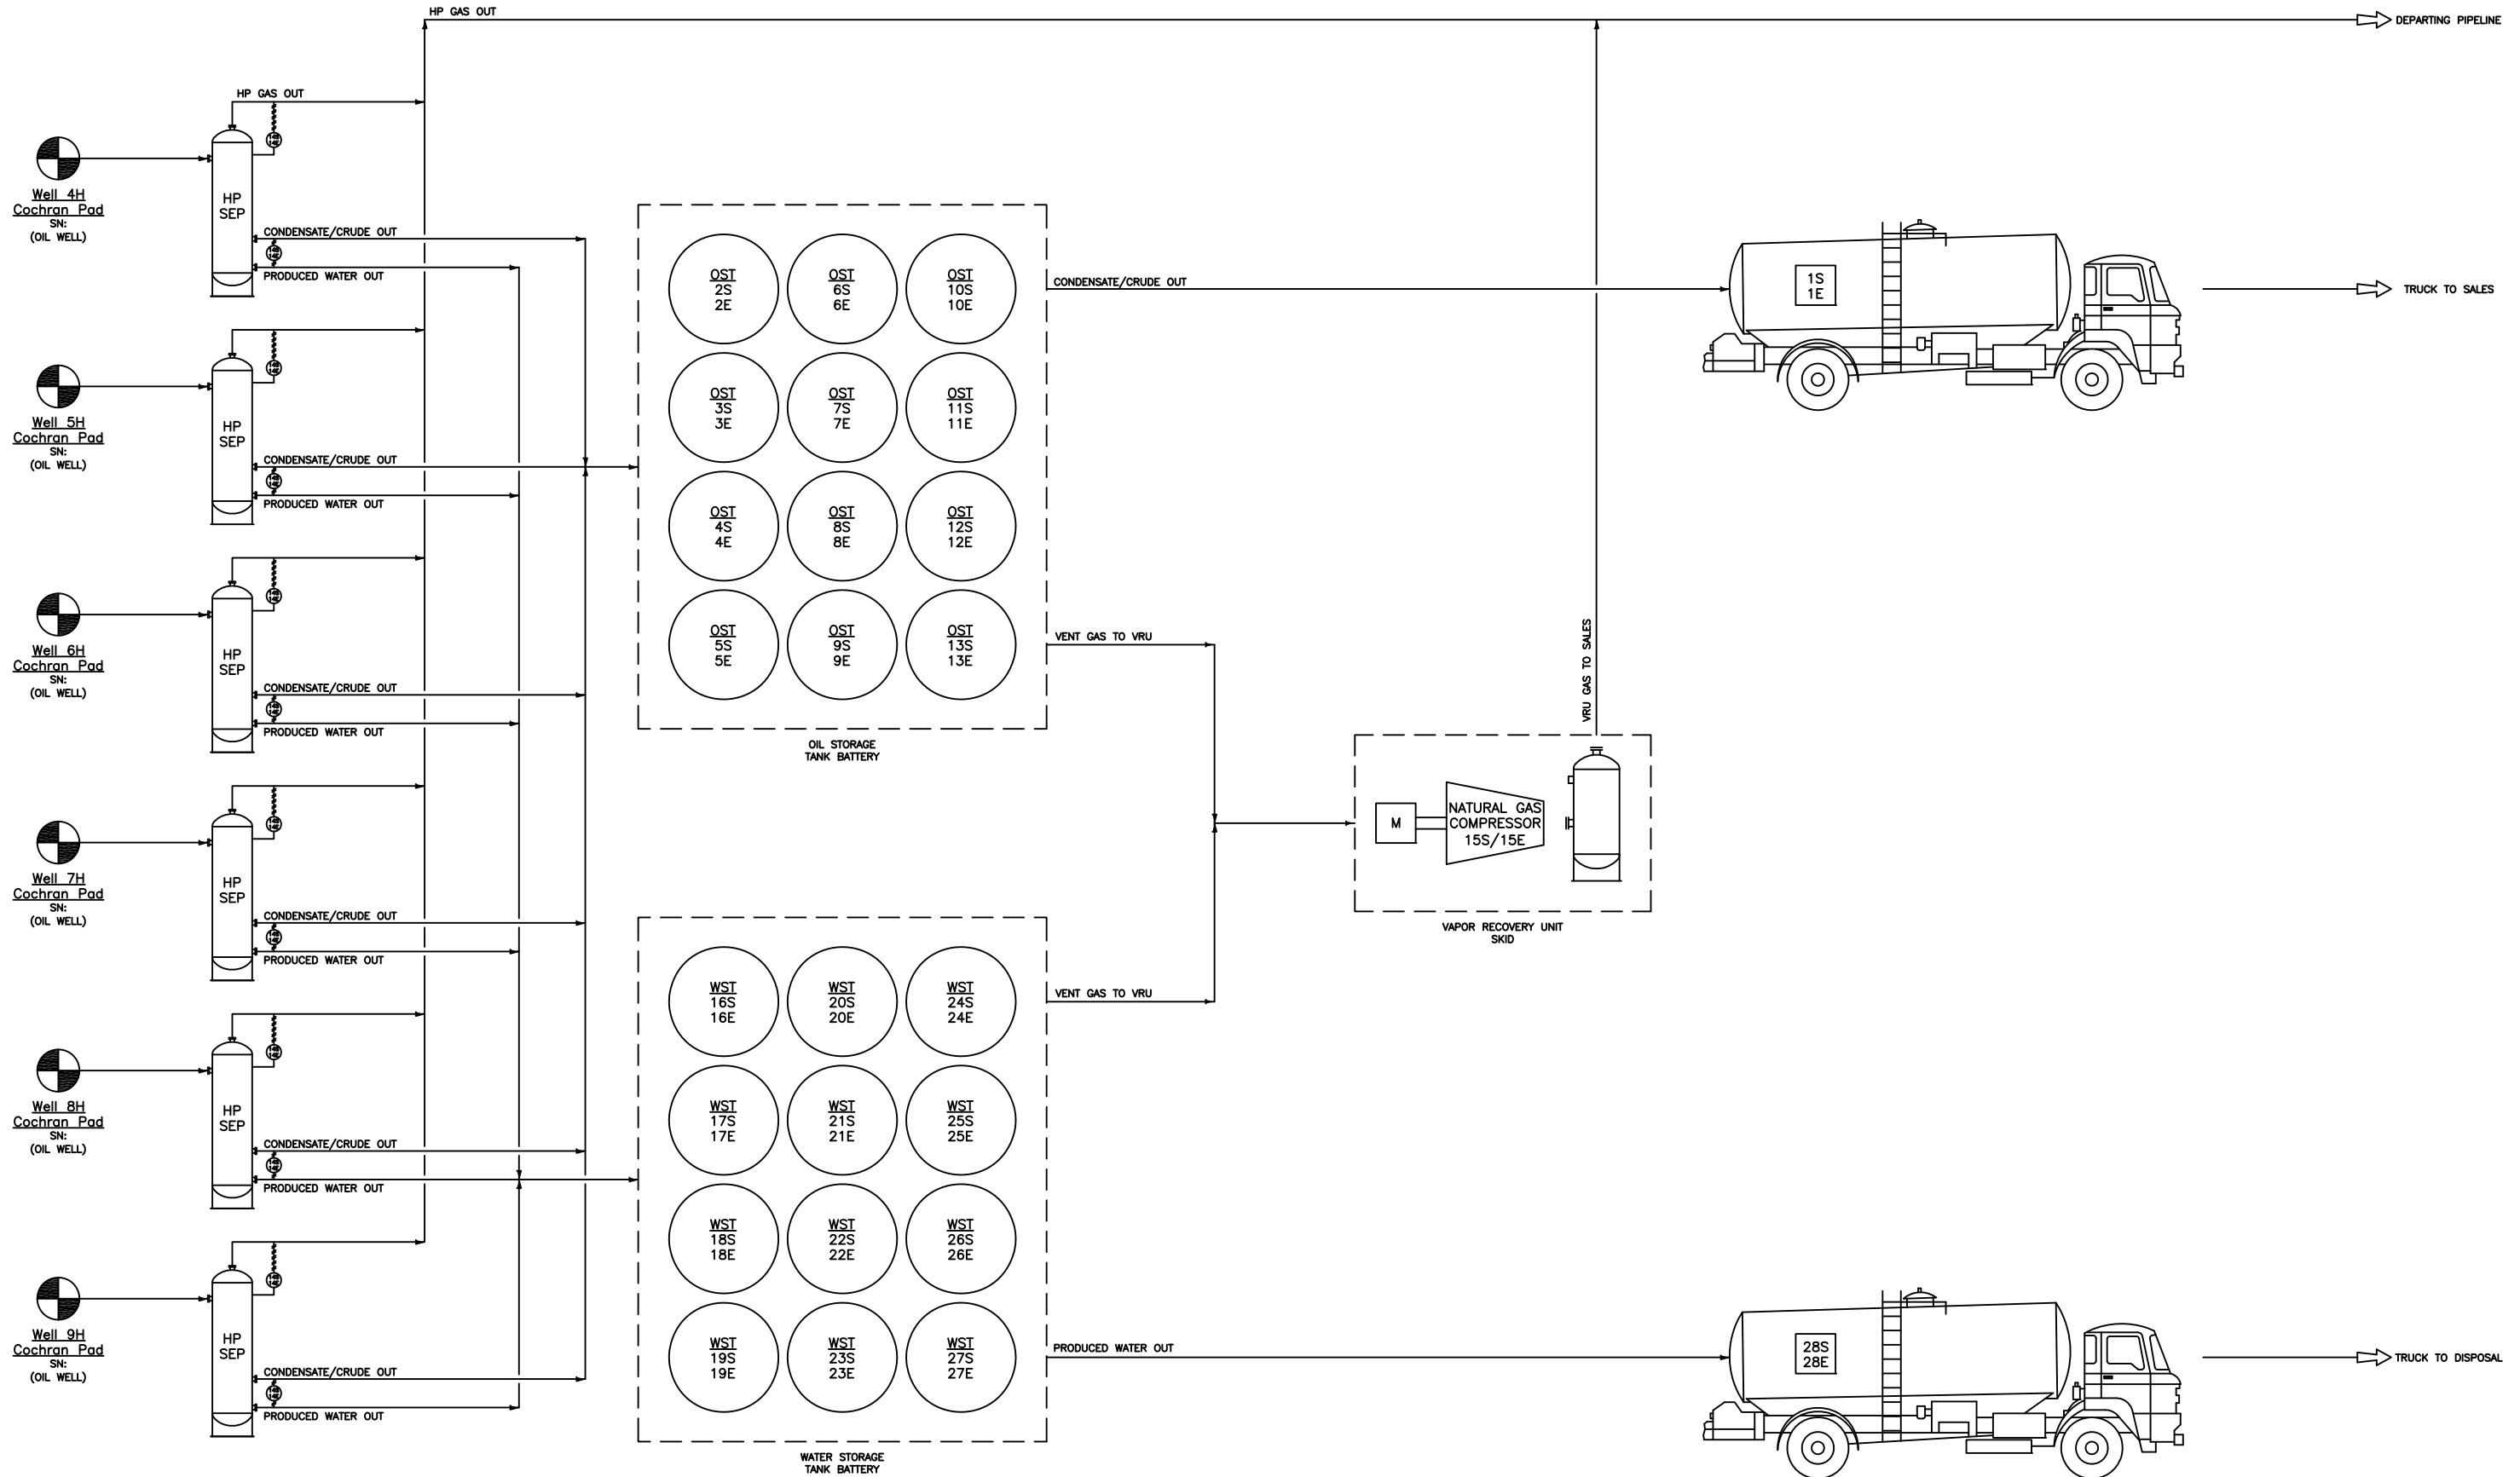 HP GAS OUT
DEPARTING PIPELINE
HP GAS OUT
Well 4H
Cochran Pad
SN:
(OIL WELL)
HP
SEP
CONDENSATE/CRUDE OUT
PRODUCED WATER OUT
Well 5H
Cochran Pad
SN:
(OIL WELL)
HP
SEP
CONDENSATE/CRUDE OUT
PRODUCED WATER OUT
Well 6H
Cochran Pad
SN:
(OIL WELL)
HP
SEP
CONDENSATE/CRUDE OUT
PRODUCED WATER OUT
Well 7H
Cochran Pad
SN:
(OIL WELL)
HP
SEP
CONDENSATE/CRUDE OUT
PRODUCED WATER OUT
Well 8H
Cochran Pad
SN:
(OIL WELL)
HP
SEP
CONDENSATE/CRUDE OUT
PRODUCED WATER OUT
Well 9H
Cochran Pad
SN:
(OIL WELL)
HP
SEP
CONDENSATE/CRUDE OUT
PRODUCED WATER OUT
OST
2S
2E
OST
6S
6E
OST
10S
10E
OST
3S
3E
OST
7S
7E
OST
11S
11E
OST
4S
4E
OST
8S
8E
OST
12S
12E
OST
5S
5E
OST
9S
9E
OST
13S
13E
OIL STORAGE
TANK BATTERY
CONDENSATE/CRUDE OUT
1S
1E
TRUCK TO SALES
VENT GAS TO VRU
VRU GAS TO SALES
M
NATURAL GAS
COMPRESSOR
15S/15E
VAPOR RECOVERY UNIT
SKID
VENT GAS TO VRU
WST
16S
16E
WST
20S
20E
WST
24S
24E
WST
17S
17E
WST
21S
21E
WST
25S
25E
WST
18S
18E
WST
22S
22E
WST
26S
26E
WST
19S
19E
WST
23S
23E
WST
27S
27E
WATER STORAGE
TANK BATTERY
PRODUCED WATER OUT
28S
28E
TRUCK TO DISPOSAL